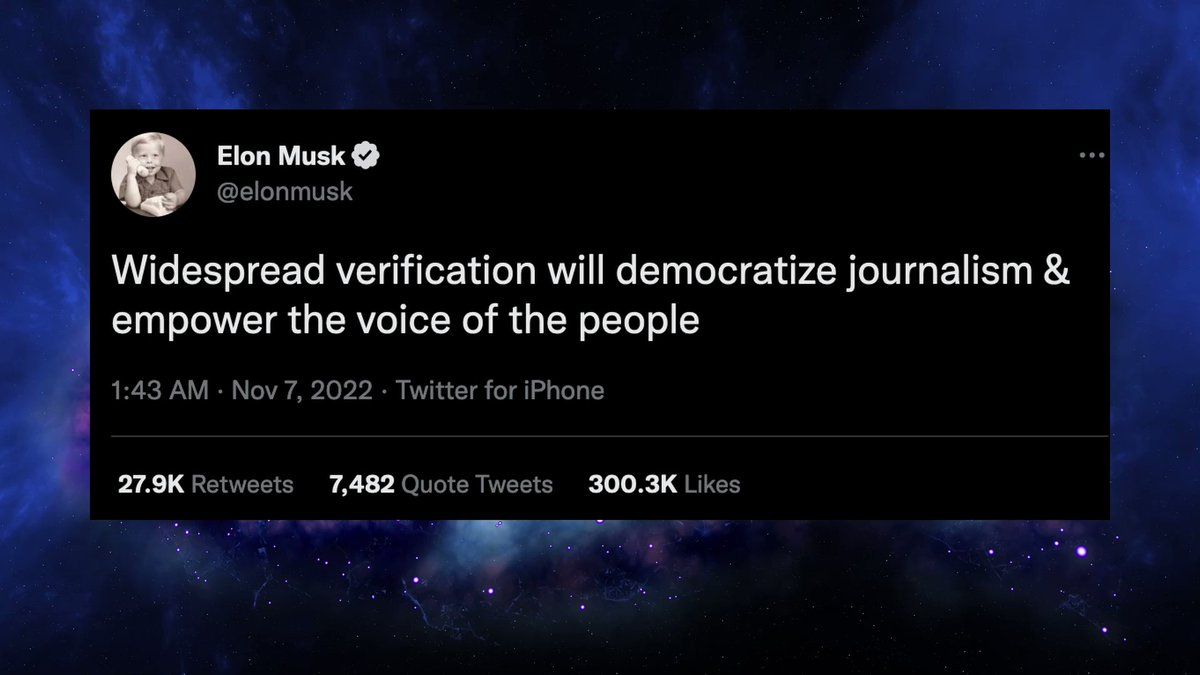 Elon Musk
@elonmusk
Widespread verification will democratize journalism &
empower the voice of the people
1:43 AM · Nov 7, 2022 · Twitter for iPhone
27.9K Retweets 7,482 Quote Tweets 300.3K Likes